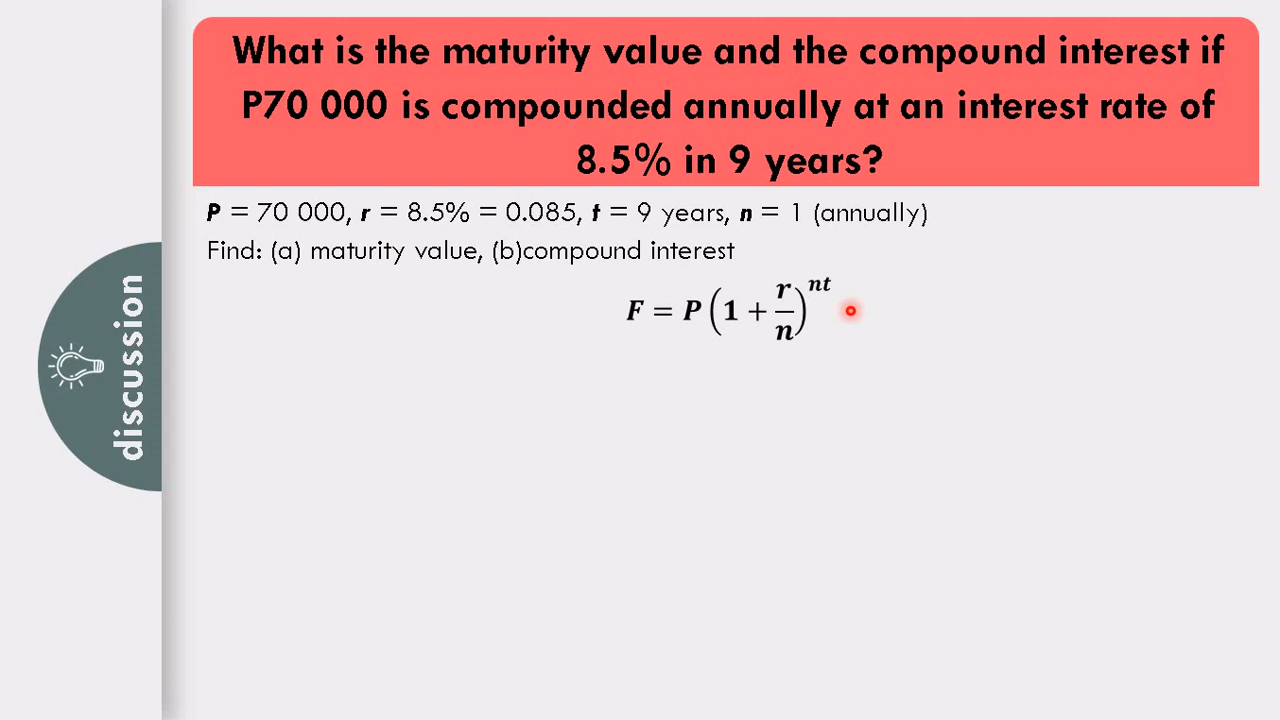 What is the maturity value and the compound interest if
P70 000 is compounded annually at an interest rate of
8.5% in 9 years?
P = 70 000, r = 8.5% = 0.085, t = 9 years, n = 1 (annually)
Find: (a) maturity value, (b)compound interest
F = P(1 + r/n)^nt
discussion